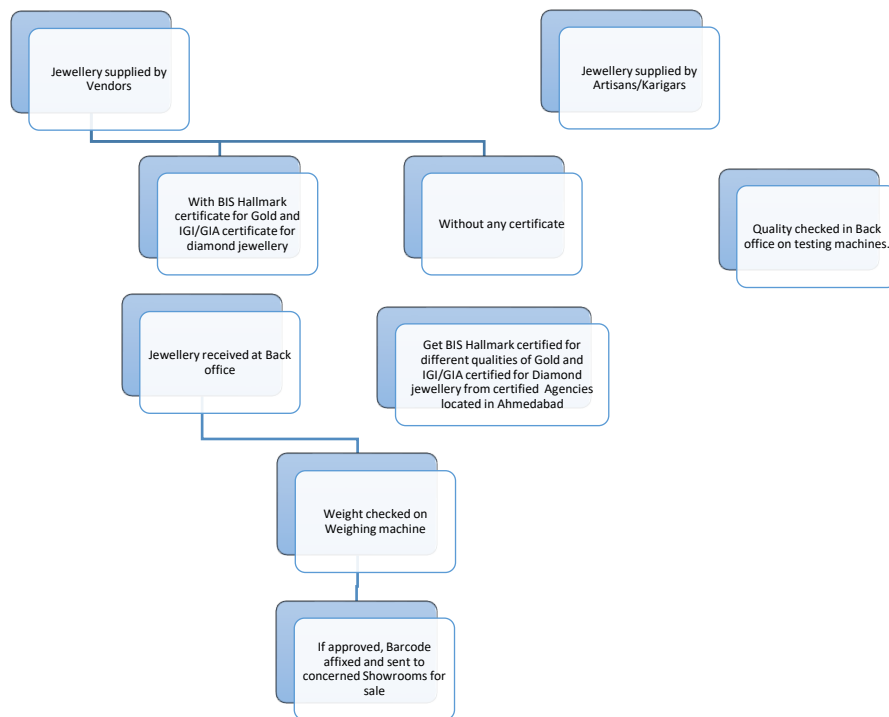 Jewellery supplied by
Vendors
Jewellery supplied by
Artisans/Karigars
With BIS Hallmark
certificate for Gold and
IGI/GIA certificate for
diamond jewellery
Without any certificate
Quality checked in Back
office on testing machines.
Jewellery received at Back
office
Get BIS Hallmark certified for
different qualities of Gold and
IGI/GIA certified for Diamond
jewellery from certified Agencies
located in Ahmedabad
Weight checked on
Weighing machine
If approved, Barcode
affixed and sent to
concerned Showrooms for
sale